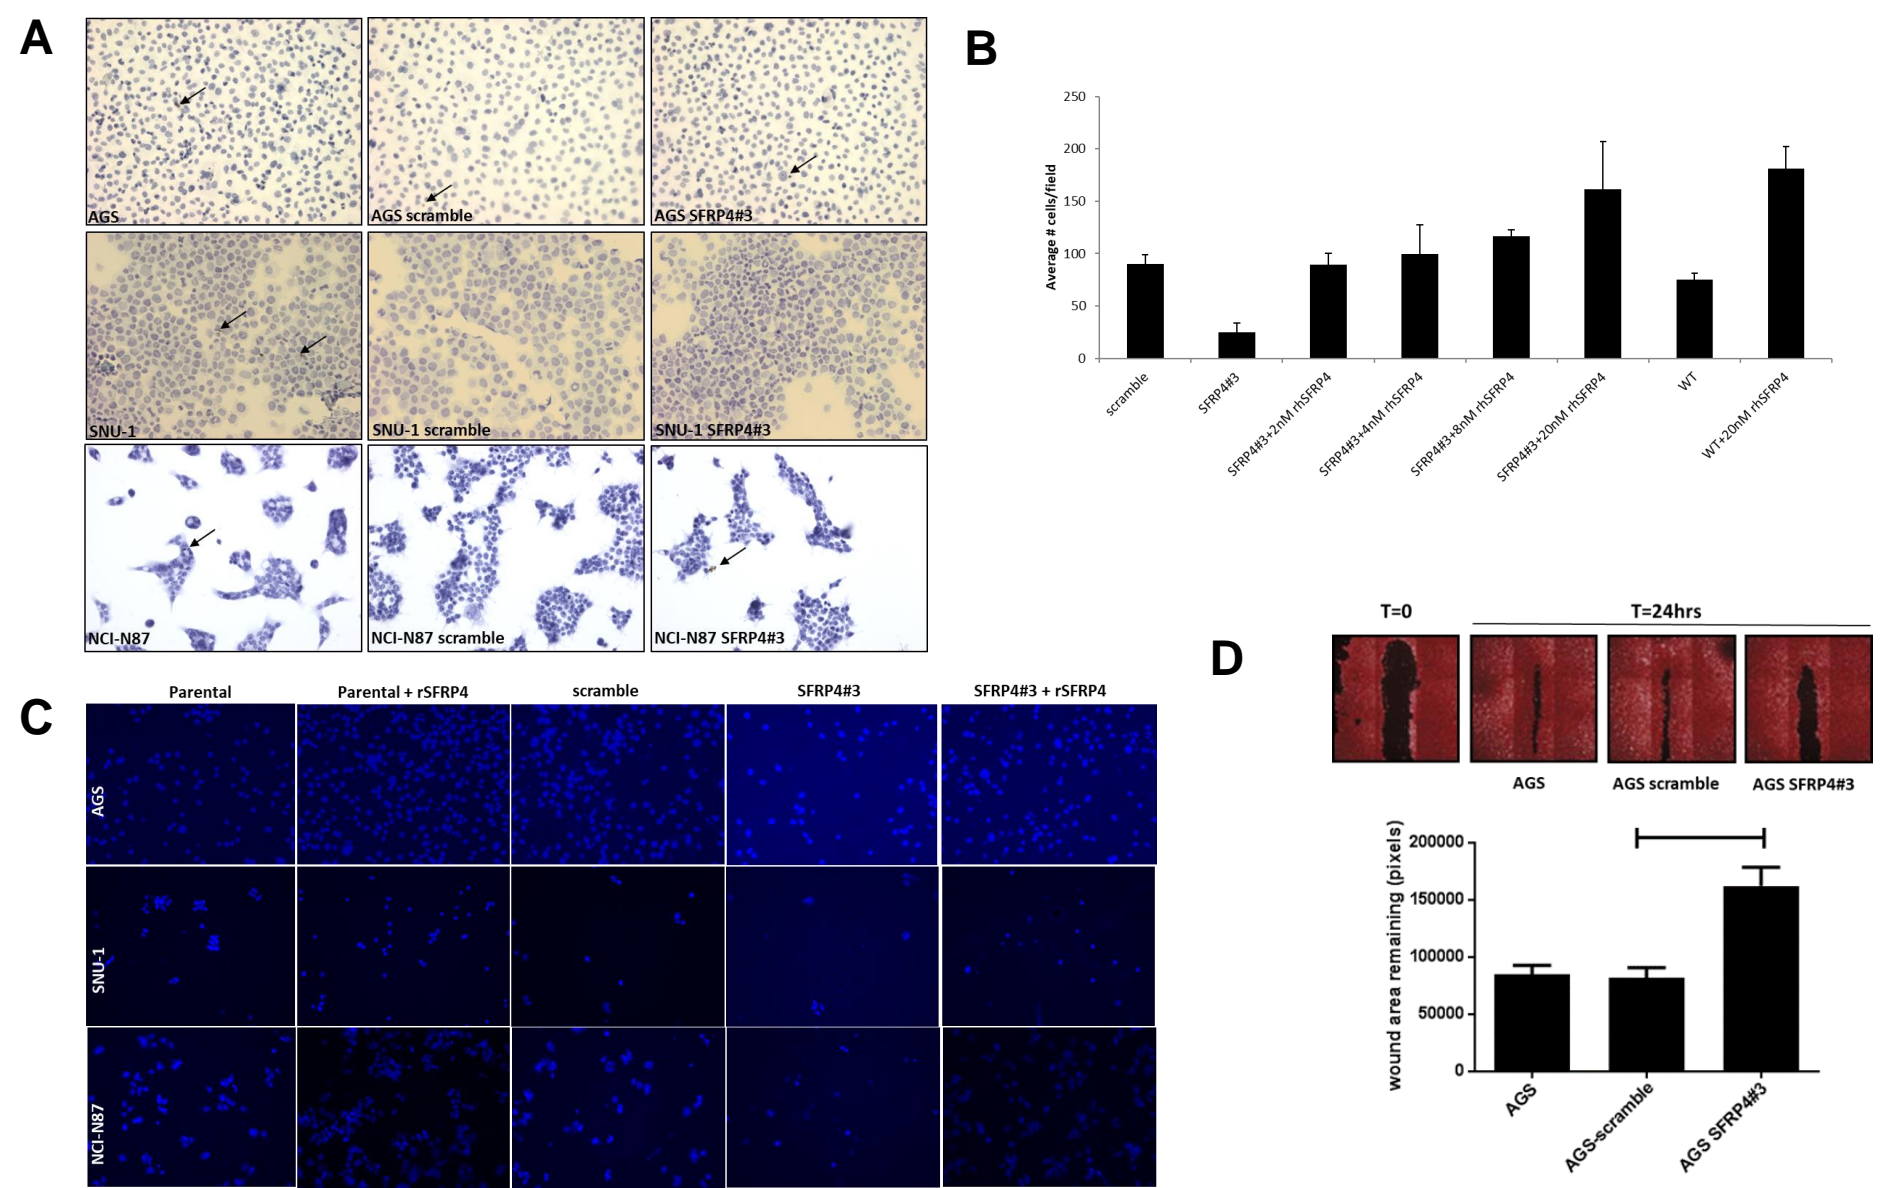 A
AGS
AGS scramble
AGS SFRP4#3
SNU-1
SNU-1 scramble
SNU-1 SFRP4#3
NCI-N87
NCI-N87 scramble
NCI-N87 SFRP4#3
B
Average # cells/field
250
200
150
100
50
0
scramble
SFRP4#3
SFRP4#3+2nM rhSFRP4
SFRP4#3+4nM rhSFRP4
SFRP4#3+8nM rhSFRP4
SFRP4#3+20nM rhSFRP4
WT
WT+20nM rhSFRP4
C
Parental
Parental + rSFRP4
scramble
SFRP4#3
SFRP4#3 + rSFRP4
AGS
SNU-1
NCI-N87
D
T=0
T=24hrs
AGS
AGS scramble
AGS SFRP4#3
wound area remaining (pixels)
200000
150000
100000
50000
0
AGS
AGS-scramble
AGS SFRP4#3